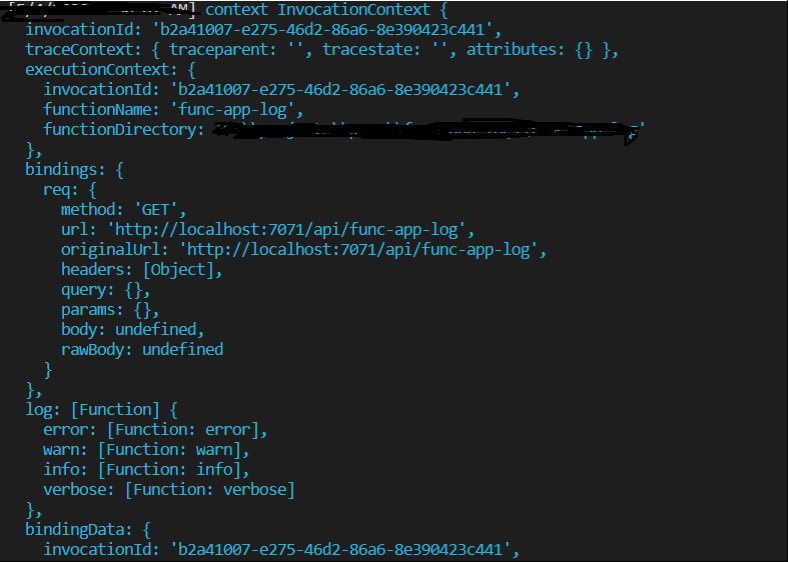 AM] context InvocationContext {
invocationId: 'b2a41007-e275-46d2-86a6-8e390423c441',
traceContext: { traceparent: '', tracestate: '', attributes: {} },
executionContext: {
invocationId: 'b2a41007-e275-46d2-86a6-8e390423c441',
functionName: 'func-app-log',
functionDirectory:
},
bindings: {
req: {
method: 'GET',
url: 'http://localhost:7071/api/func-app-log',
originalUrl: 'http://localhost:7071/api/func-app-log',
headers: [Object],
query: {},
params: {},
body: undefined,
rawBody: undefined
}
},
log: [Function] {
error: [Function: error],
warn: [Function: warn],
info: [Function: info],
verbose: [Function: verbose]
},
bindingData: {
invocationId: 'b2a41007-e275-46d2-86a6-8e390423c441',